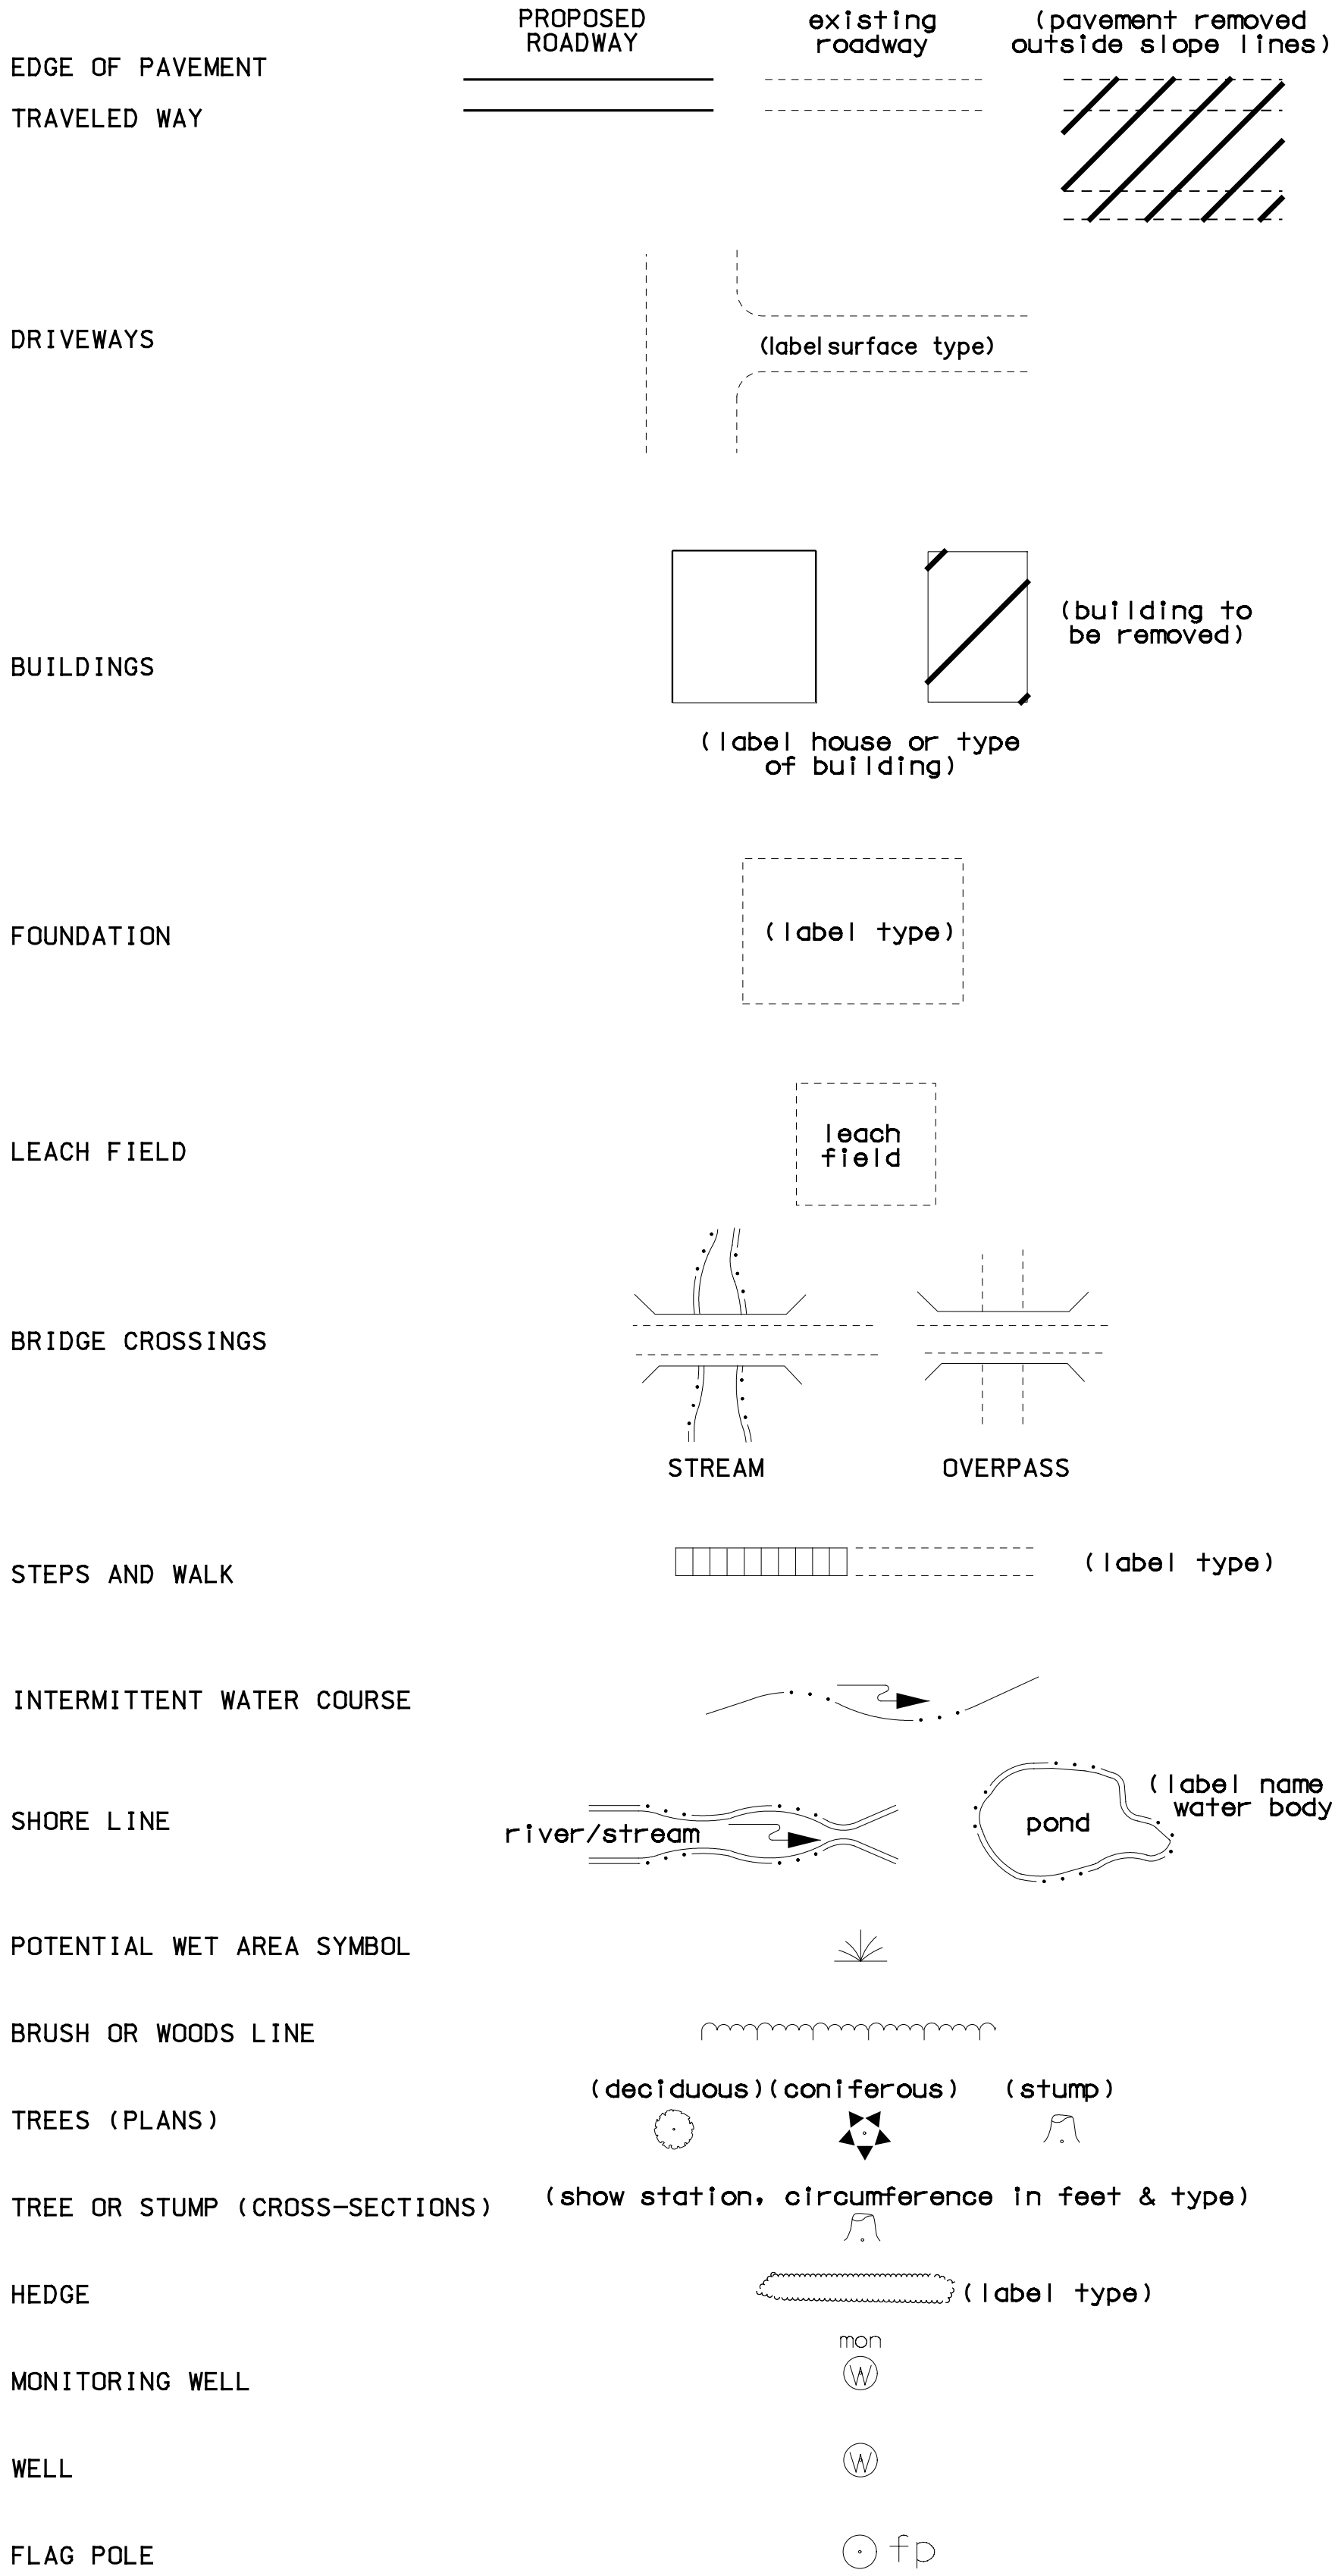 PROPOSED
ROADWAY
existing
roadway
(pavement removed
outside slope lines)
EDGE OF PAVEMENT
TRAVELED WAY
DRIVEWAYS
(label surface type)
BUILDINGS
(building to
be removed)
(label house or type
of building)
FOUNDATION
(label type)
LEACH FIELD
leach
field
BRIDGE CROSSINGS
STREAM
OVERPASS
STEPS AND WALK
(label type)
INTERMITTENT WATER COURSE
SHORE LINE
river/stream
pond
(label name
water body
POTENTIAL WET AREA SYMBOL
BRUSH OR WOODS LINE
TREES (PLANS)
(deciduous)
(coniferous)
(stump)
TREE OR STUMP (CROSS-SECTIONS)
(show station, circumference in feet & type)
HEDGE
(label type)
MONITORING WELL
mon
W
WELL
W
FLAG POLE
fp